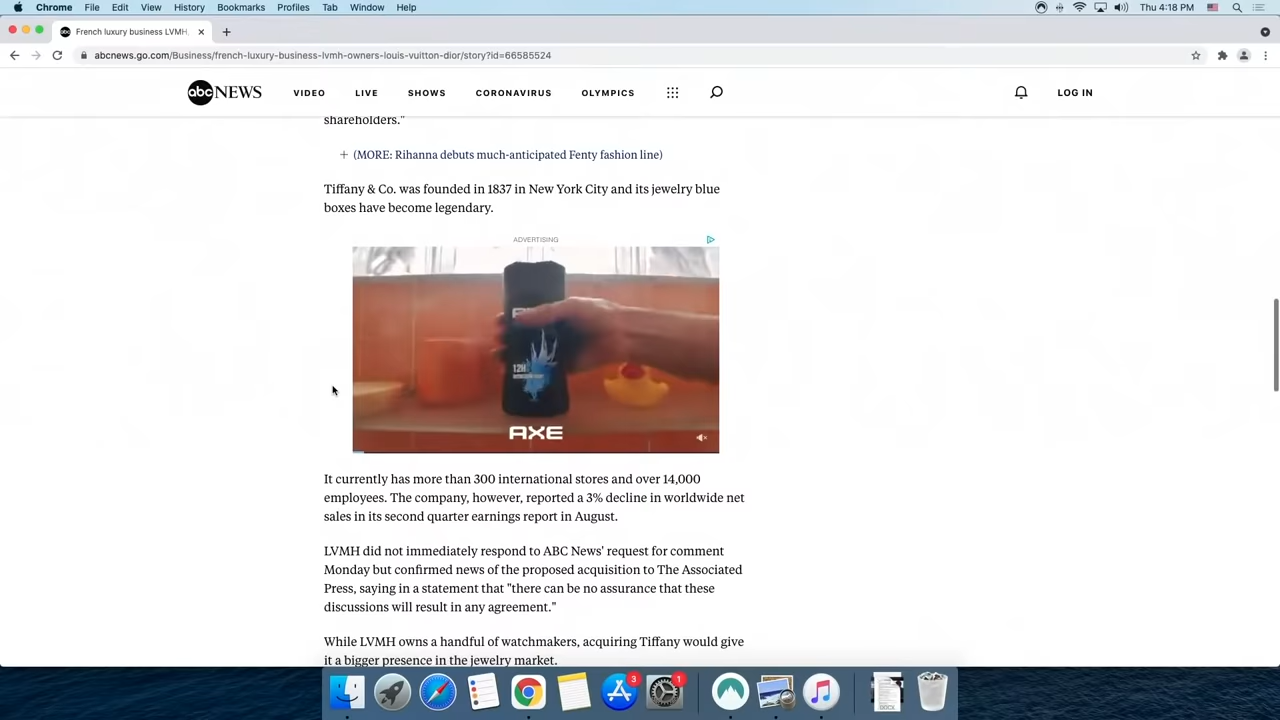 Chrome File Edit View History Bookmarks Profiles Tab Window Help Thu 4:18 PM
French luxury business LVMH,
abcnews.go.com/Business/french-luxury-business-lvmh-owners-louis-vuitton-dior/story?id=66585524
abc NEWS VIDEO LIVE SHOWS CORONAVIRUS OLYMPICS LOG IN
shareholders."
+ (MORE: Rihanna debuts much-anticipated Fenty fashion line)
Tiffany & Co. was founded in 1837 in New York City and its jewelry blue
boxes have become legendary.
ADVERTISING
12H
AXE
It currently has more than 300 international stores and over 14,000
employees. The company, however, reported a 3% decline in worldwide net
sales in its second quarter earnings report in August.
LVMH did not immediately respond to ABC News' request for comment
Monday but confirmed news of the proposed acquisition to The Associated
Press, saying in a statement that "there can be no assurance that these
discussions will result in any agreement."
While LVMH owns a handful of watchmakers, acquiring Tiffany would give
it a bigger presence in the jewelry market.
3
1
DOCX